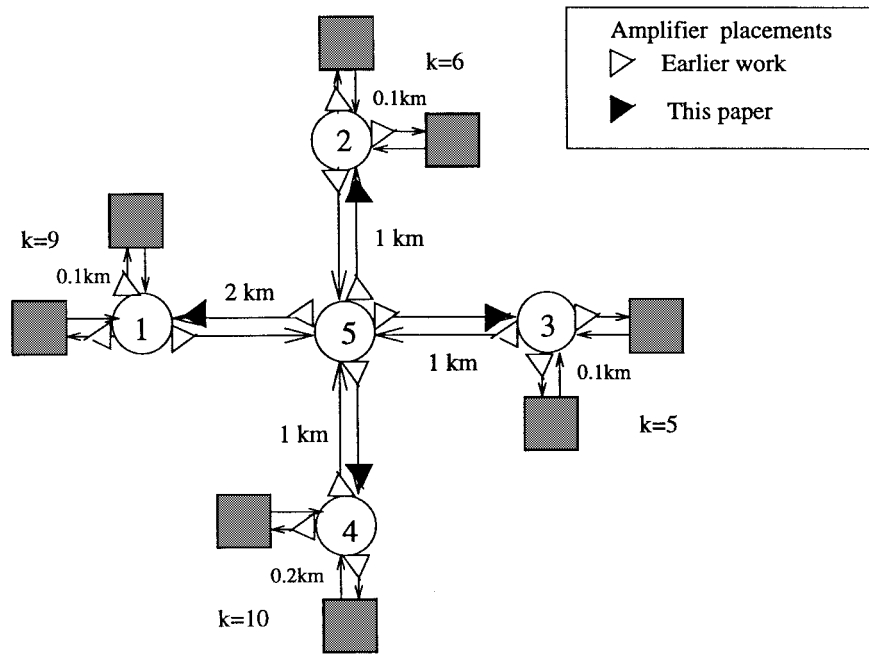 Amplifier placements
Earlier work
This paper
k=6
0.1km
2
1 km
k=9
0.1km
2 km
1
5
3
1 km
0.1km
k=5
1 km
4
0.2km
k=10